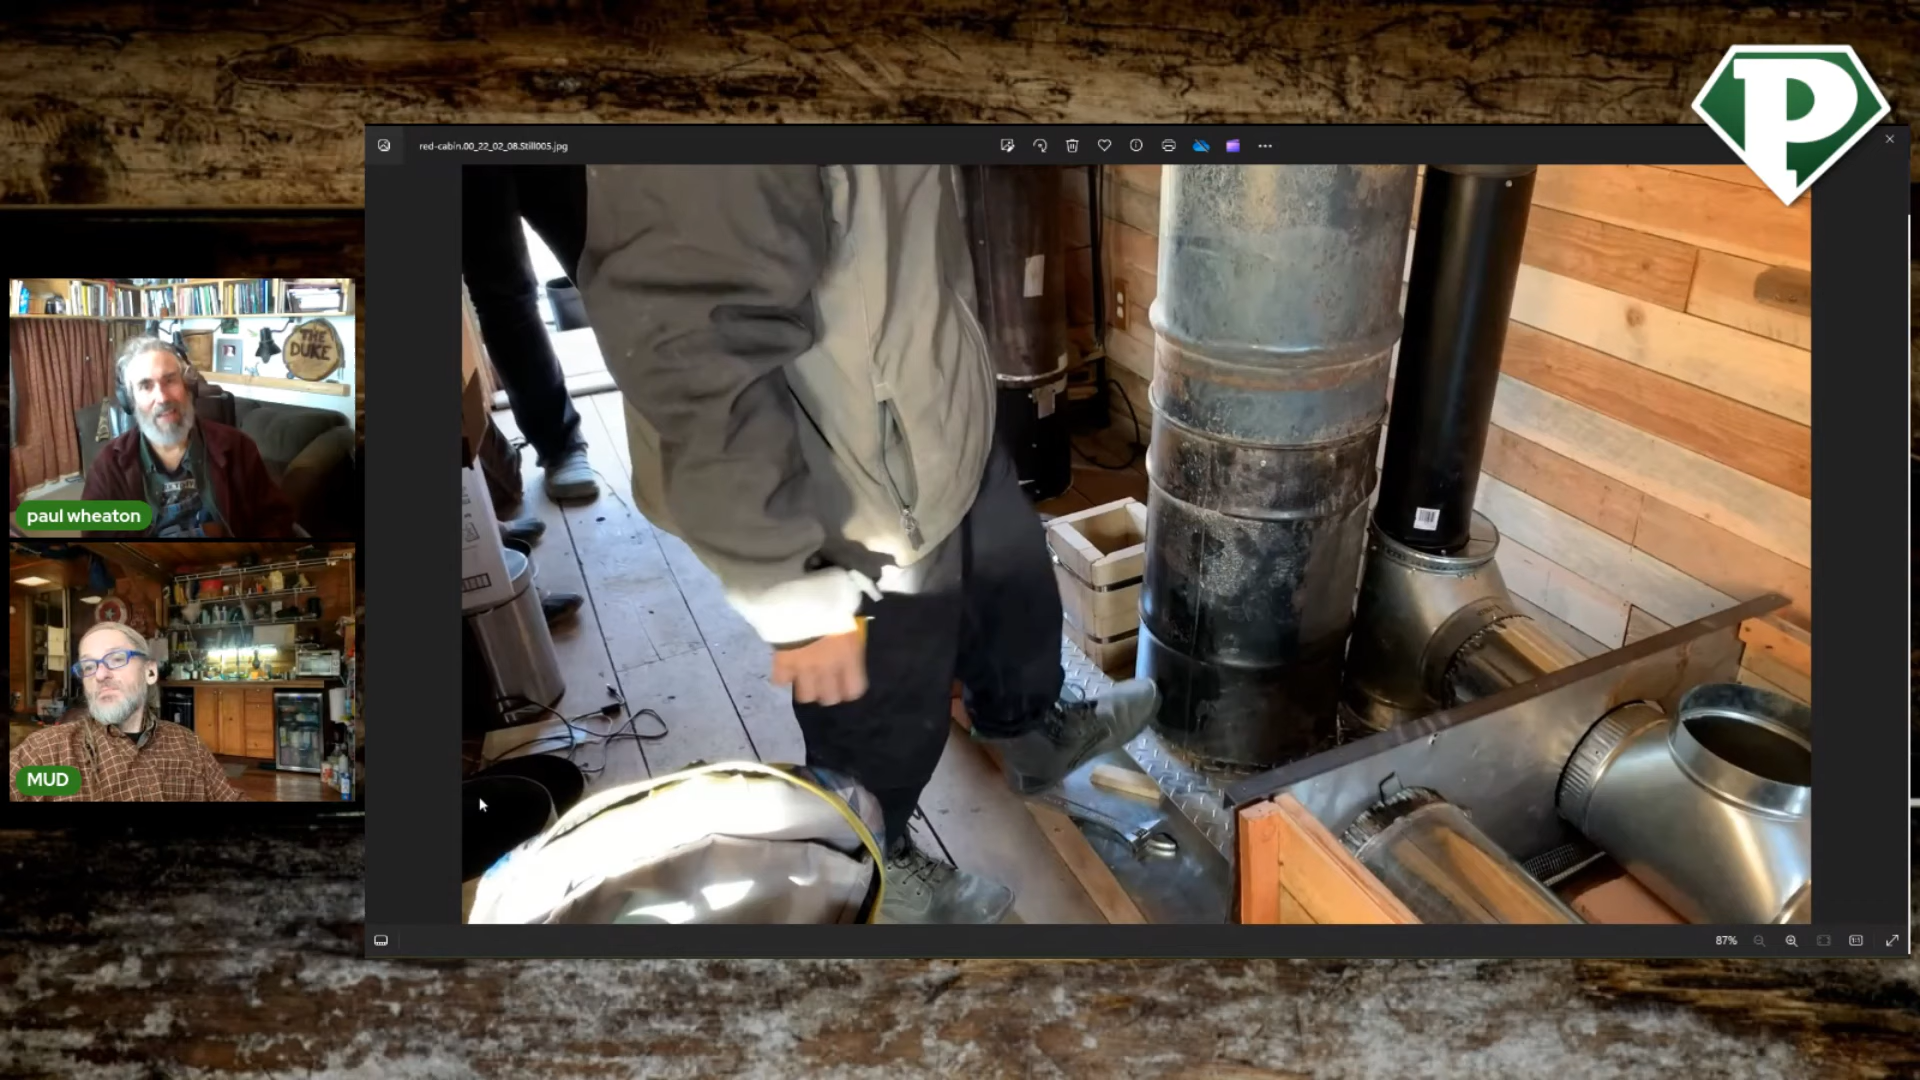 P
red-cabin.00_22_02_08.Still005.jpg
THE
DUKE
paul wheaton
MUD
87%